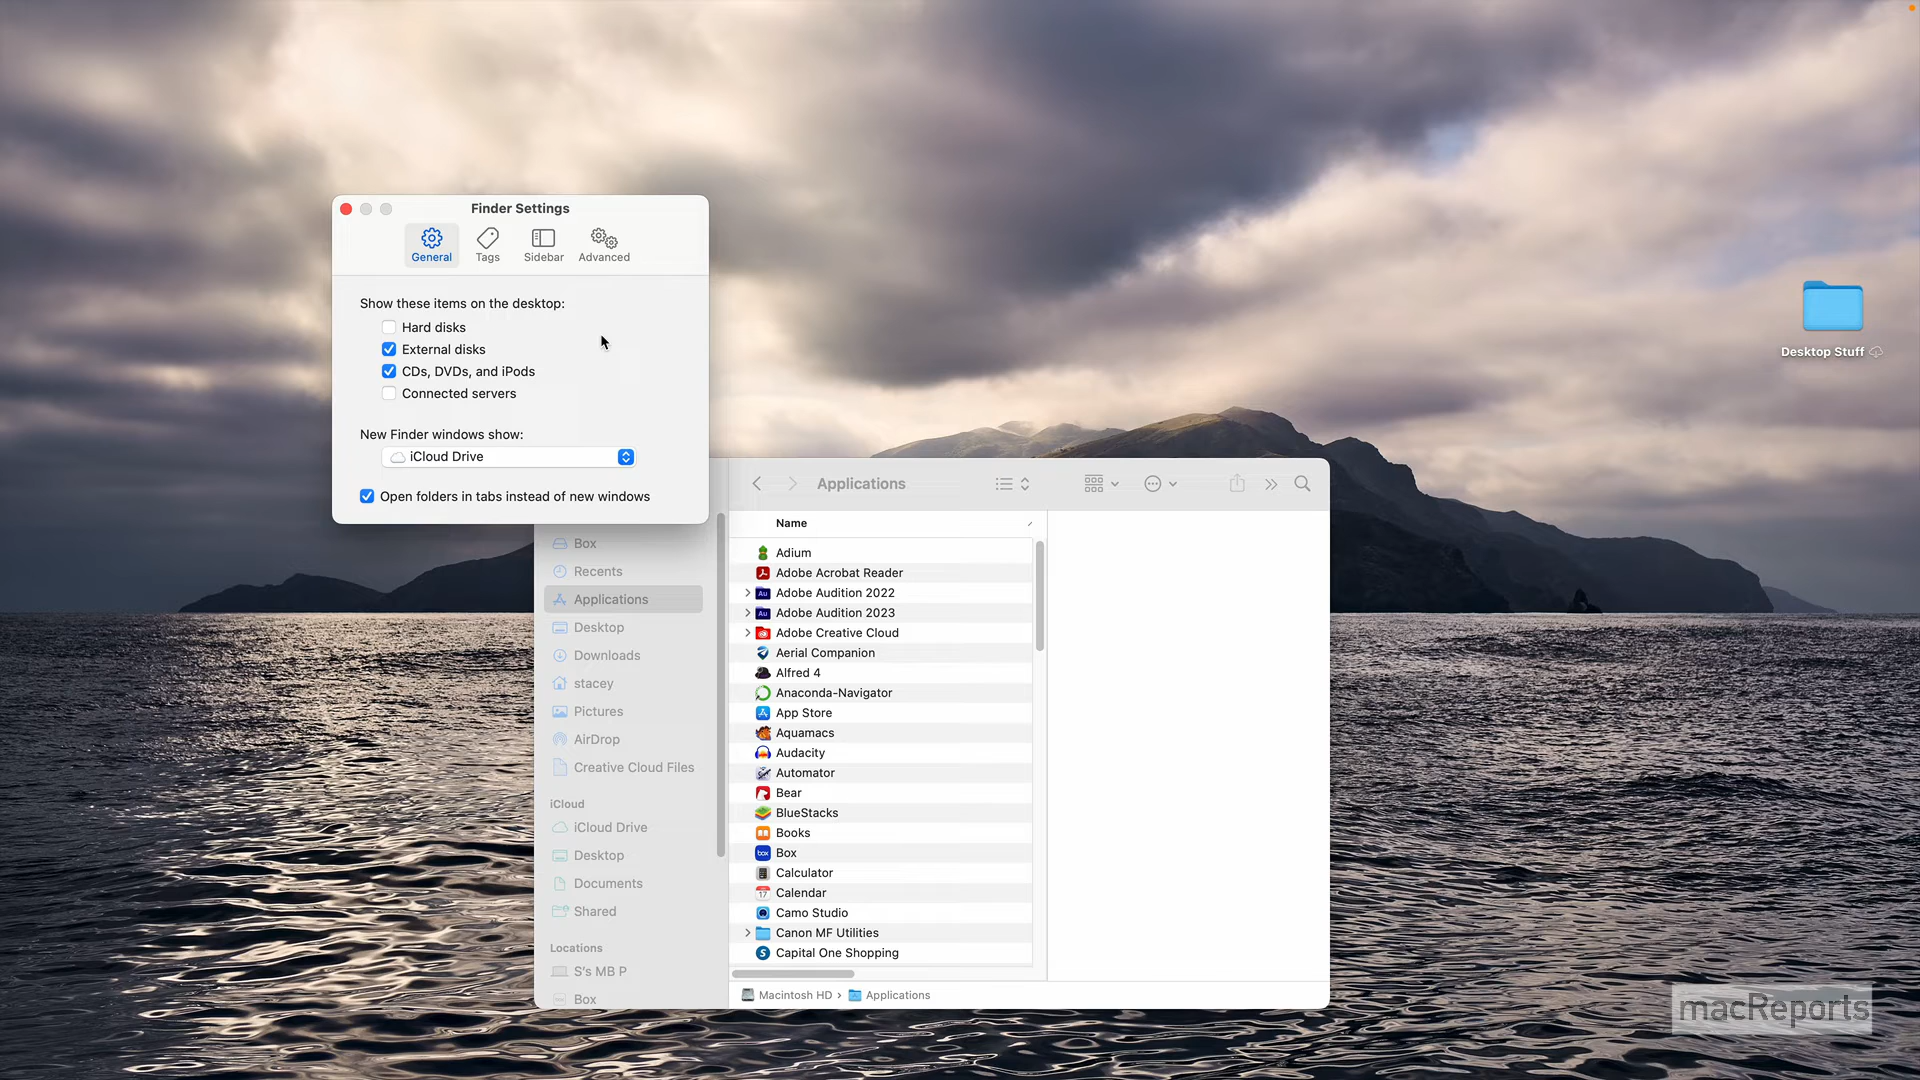 Finder Settings
General
Tags
Sidebar
Advanced
Show these items on the desktop:
Hard disks
External disks
CDs, DVDs, and iPods
Connected servers
New Finder windows show:
iCloud Drive
Open folders in tabs instead of new windows
Desktop Stuff
Applications
Box
Recents
Applications
Desktop
Downloads
stacey
Pictures
AirDrop
Creative Cloud Files
iCloud
iCloud Drive
Desktop
Documents
Shared
Locations
S's MB P
Box
Name
Adium
Adobe Acrobat Reader
Adobe Audition 2022
Adobe Audition 2023
Adobe Creative Cloud
Aerial Companion
Alfred 4
Anaconda-Navigator
App Store
Aquamacs
Audacity
Automator
Bear
BlueStacks
Books
Box
Calculator
Calendar
Camo Studio
Canon MF Utilities
Capital One Shopping
Macintosh HD › Applications
macReports